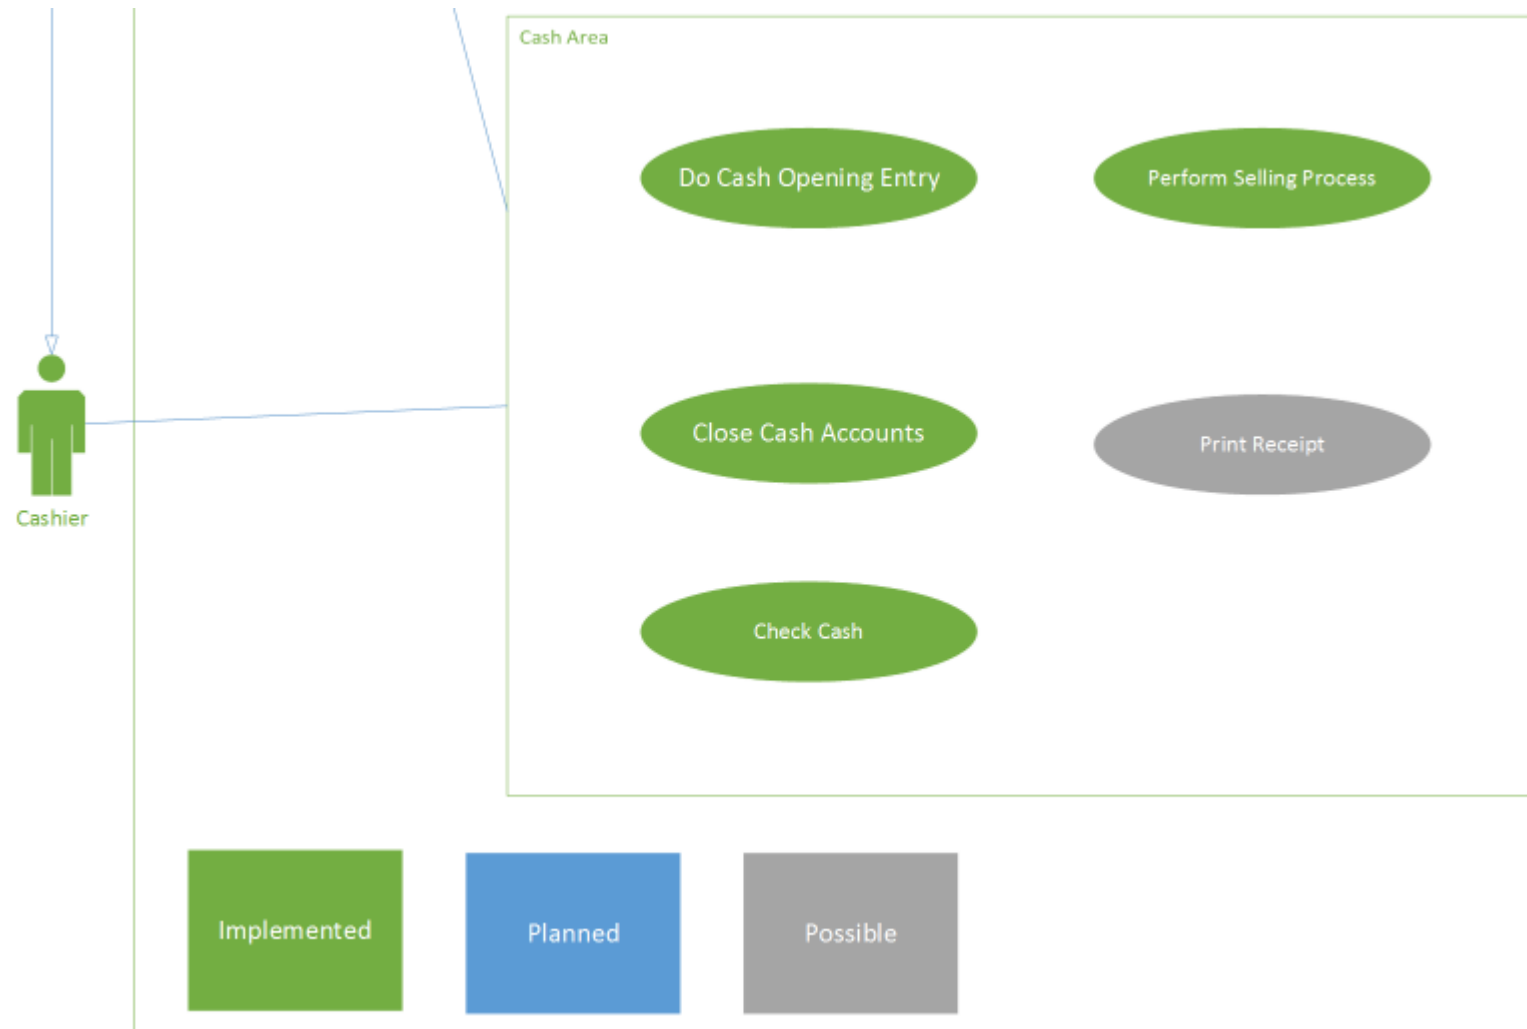 Cash Area
Do Cash Opening Entry
Perform Selling Process
Close Cash Accounts
Print Receipt
Cashier
Check Cash
Implemented
Planned
Possible